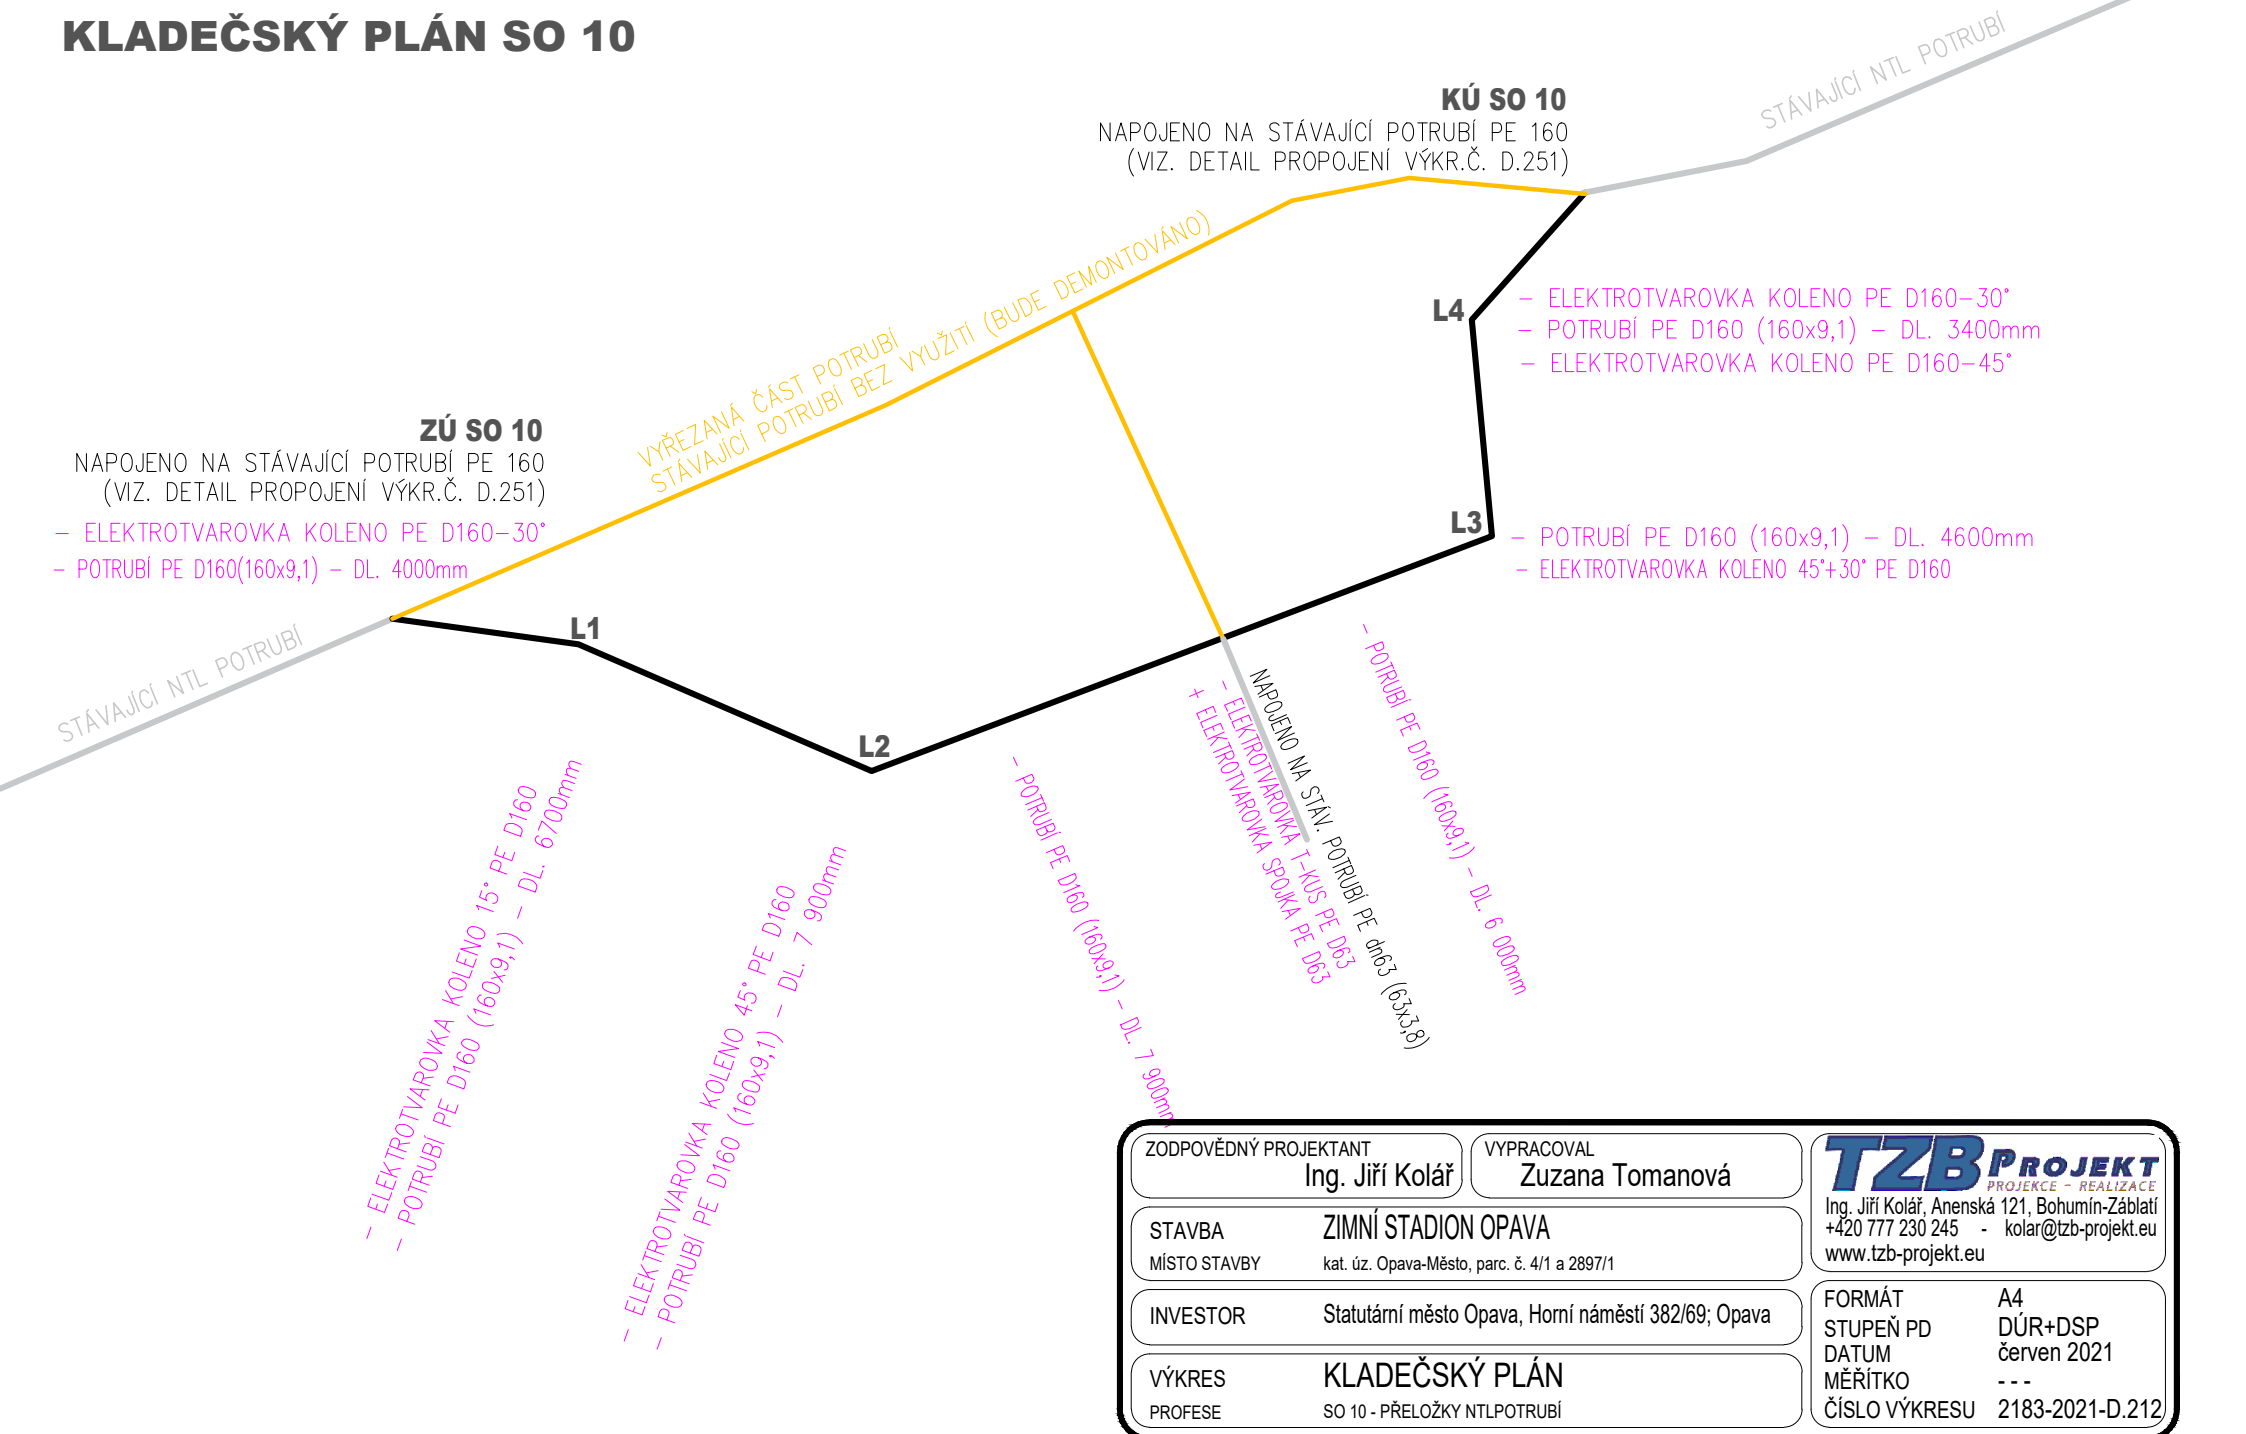 KLADEČSKÝ PLÁN SO 10
STÁVAJÍCÍ NTL POTRUBÍ
KÚ SO 10
NAPOJENO NA STÁVAJÍCÍ POTRUBÍ PE 160
(VIZ. DETAIL PROPOJENÍ VÝKR.Č. D.251)
L4
– ELEKTROTVAROVKA KOLENO PE D160–30°
– POTRUBÍ PE D160 (160x9,1) – DL. 3400mm
– ELEKTROTVAROVKA KOLENO PE D160–45°
VYŘEZANÁ ČÁST POTRUBÍ
STÁVAJÍCÍ POTRUBÍ BEZ VYUŽITÍ (BUDE DEMONTOVÁNO)
ZÚ SO 10
NAPOJENO NA STÁVAJÍCÍ POTRUBÍ PE 160
(VIZ. DETAIL PROPOJENÍ VÝKR.Č. D.251)
– ELEKTROTVAROVKA KOLENO PE D160–30°
– POTRUBÍ PE D160(160x9,1) – DL. 4000mm
L3
– POTRUBÍ PE D160 (160x9,1) – DL. 4600mm
– ELEKTROTVAROVKA KOLENO 45°+30° PE D160
STÁVAJÍCÍ NTL POTRUBÍ
L1
L2
– ELEKTROTVAROVKA KOLENO 15° PE D160
– POTRUBÍ PE D160 (160x9,1) – DL. 6700mm
– ELEKTROTVAROVKA KOLENO 45° PE D160
– POTRUBÍ PE D160 (160x9,1) – DL. 7 900mm
– POTRUBÍ PE D160 (160x9,1) – DL. 7 900mm
NAPOJENO NA STÁV. POTRUBÍ PE dn63 (63x3,8)
– ELEKTROTVAROVKA T–KUS PE D63
+ ELEKTROTVAROVKA SPOJKA PE D63
– POTRUBÍ PE D160 (160x9,1) – DL. 6 000mm
ZODPOVĚDNÝ PROJEKTANT
Ing. Jiří Kolář
VYPRACOVAL
Zuzana Tomanová
TZB PROJEKT
PROJEKCE - REALIZACE
Ing. Jiří Kolář, Anenská 121, Bohumín-Záblatí
+420 777 230 245 - kolar@tzb-projekt.eu
www.tzb-projekt.eu
STAVBA ZIMNÍ STADION OPAVA
MÍSTO STAVBY kat. úz. Opava-Město, parc. č. 4/1 a 2897/1
INVESTOR Statutární město Opava, Horní náměstí 382/69; Opava
VÝKRES KLADEČSKÝ PLÁN
PROFESE SO 10 - PŘELOŽKY NTLPOTRUBÍ
FORMÁT A4
STUPEŇ PD DÚR+DSP
DATUM červen 2021
MĚŘÍTKO - - -
ČÍSLO VÝKRESU 2183-2021-D.212